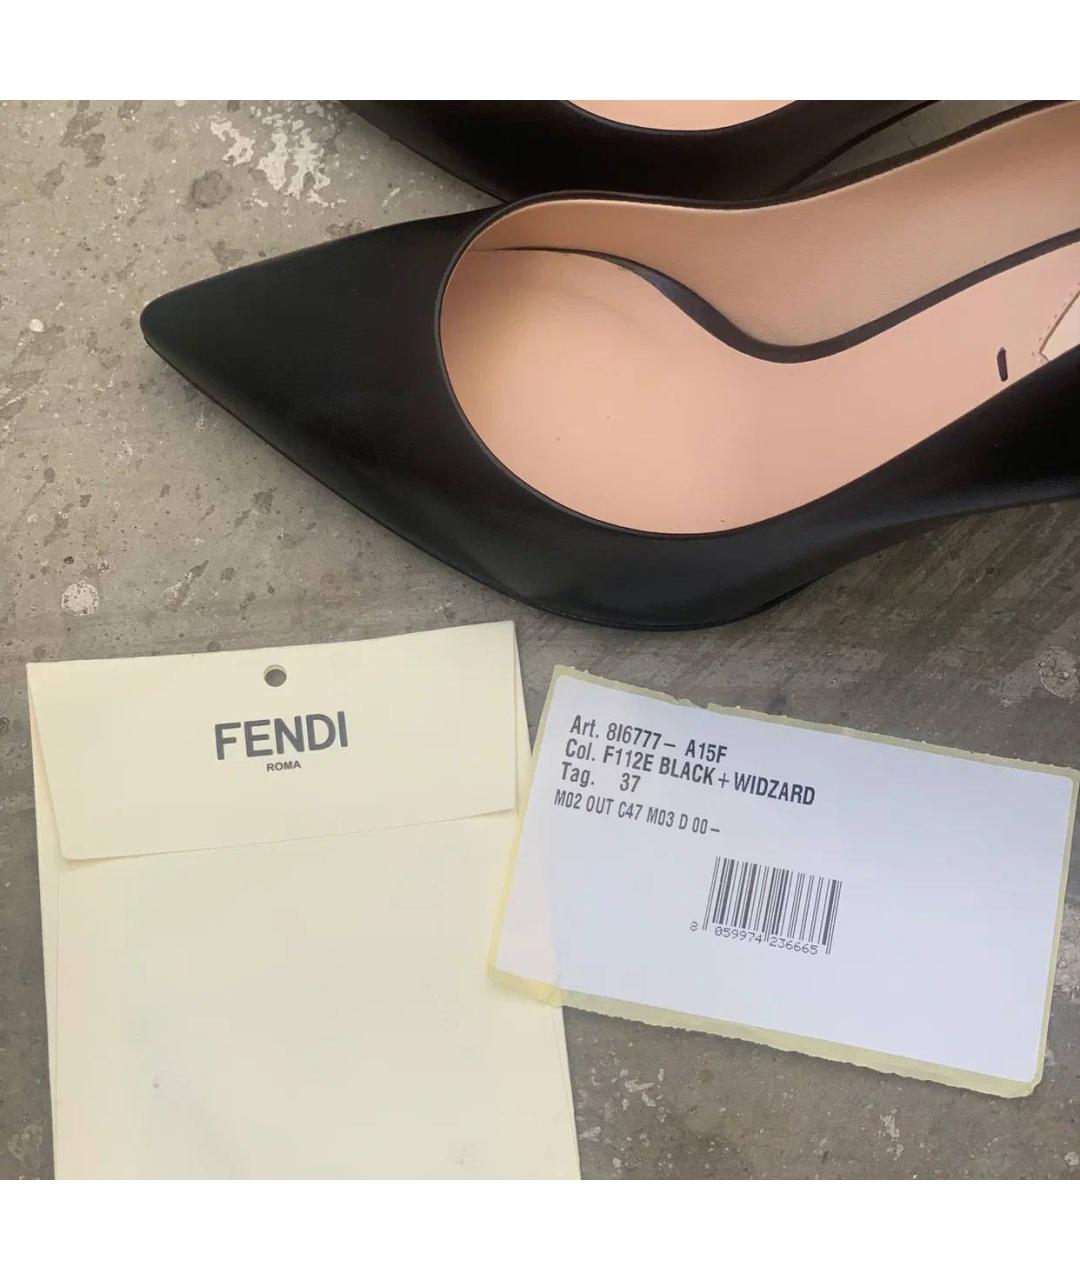 FENDI
ROMA
Art. 8I6777- A15F
Col. F112E BLACK+WIDZARD
Tag. 37
M02 OUT C47 M03 D 00-
8 059974 236665